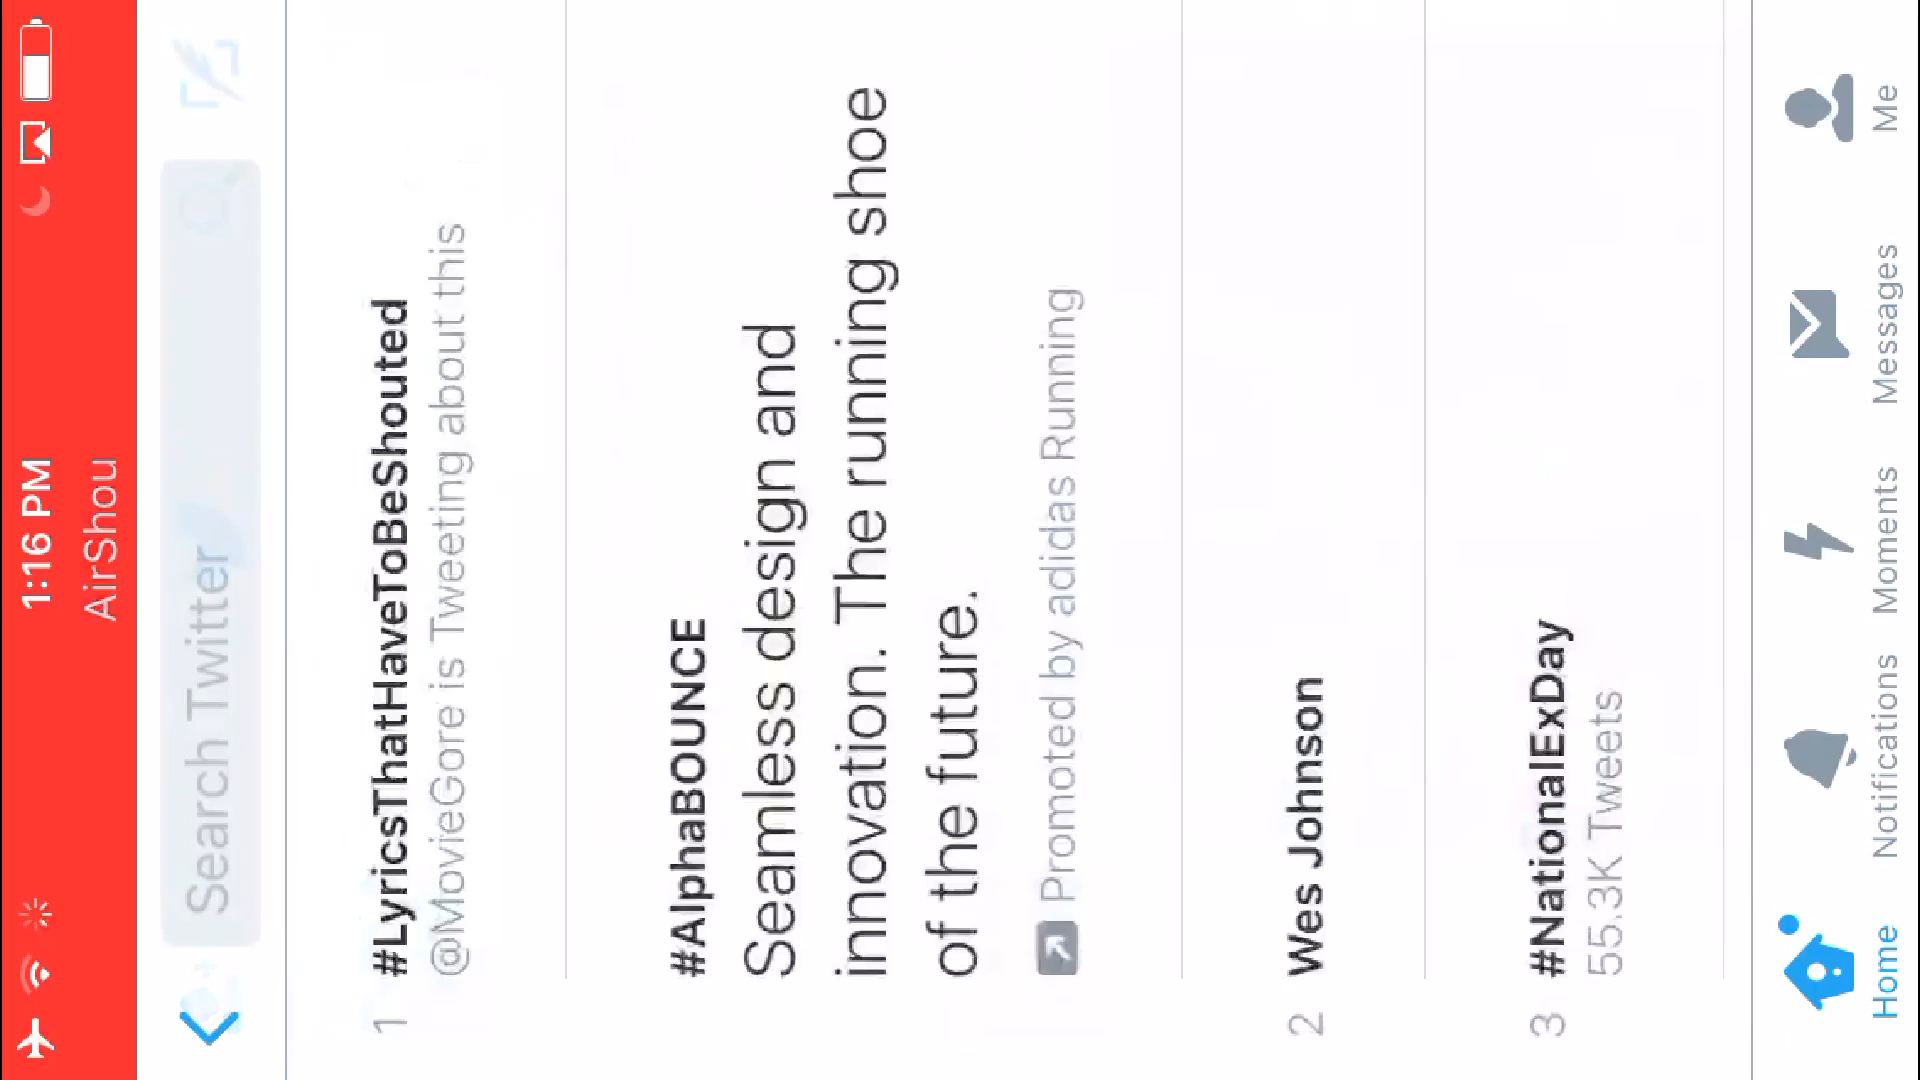 1:16 PM
AirShou
Search Twitter
1 #LyricsThatHaveToBeShouted
@MovieGore is Tweeting about this
#AlphaBOUNCE
Seamless design and
innovation. The running shoe
of the future.
Promoted by adidas Running
2 Wes Johnson
3 #NationalExDay
55.3K Tweets
Home Notifications Moments Messages Me